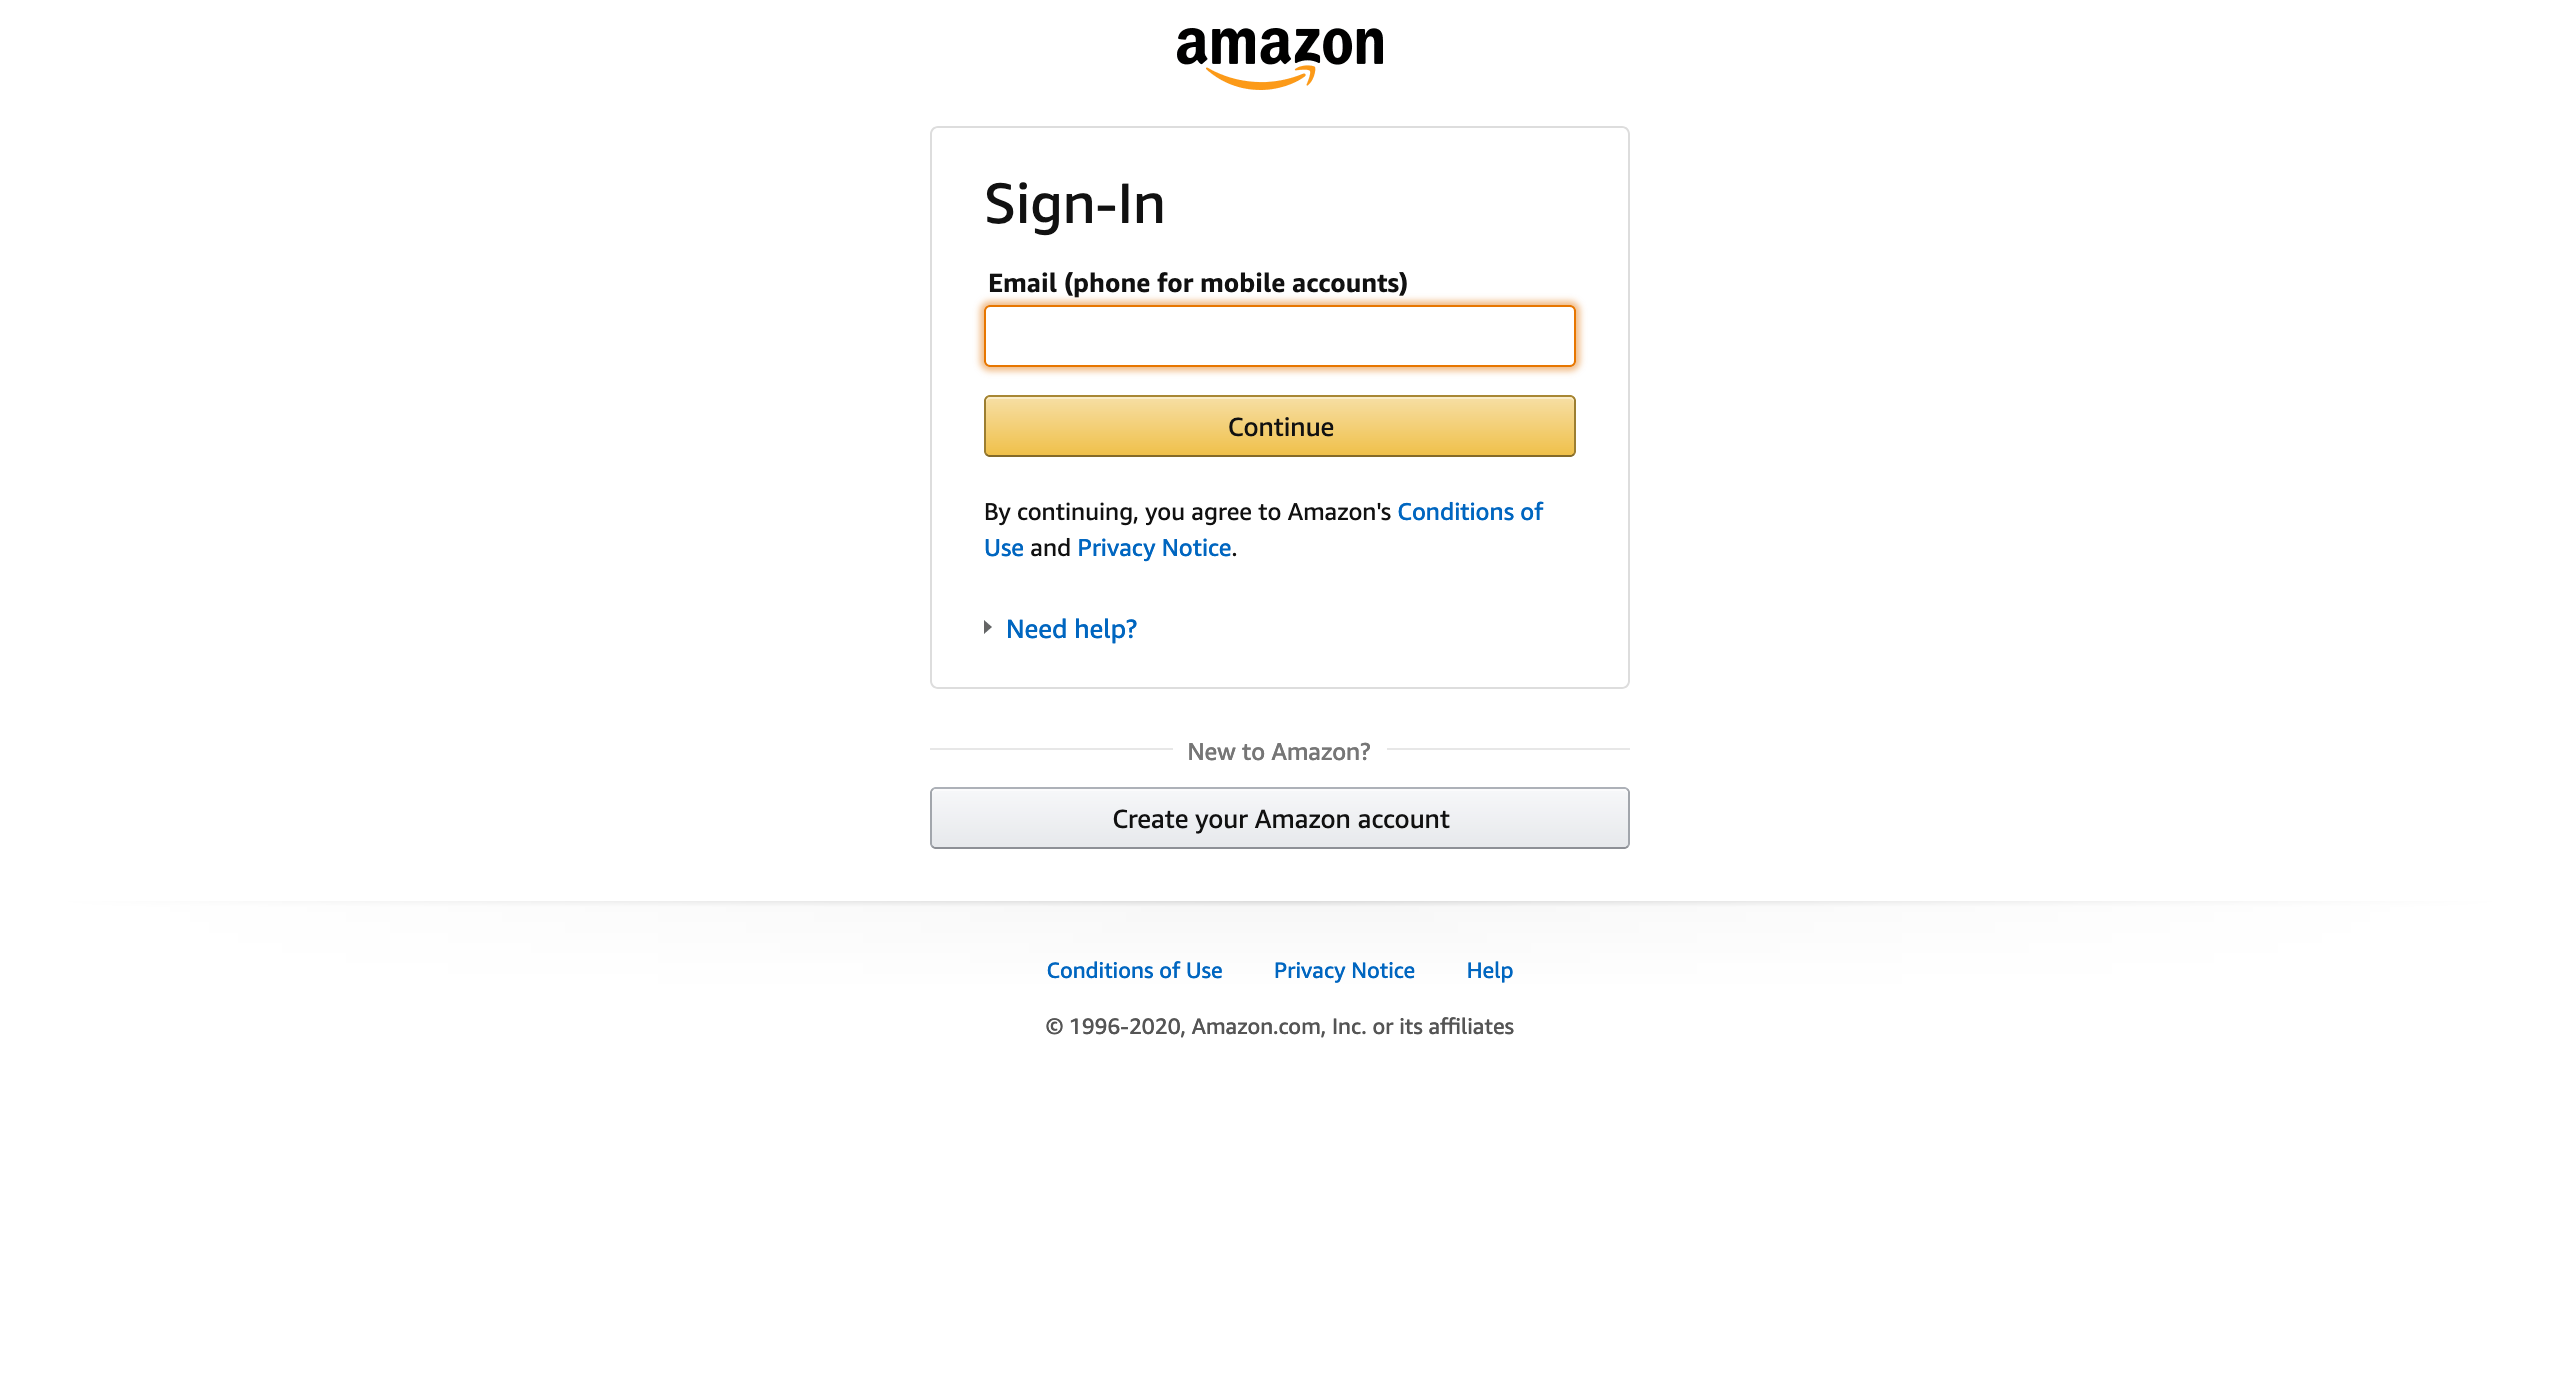 amazon
Sign-In
Email (phone for mobile accounts)
Continue
By continuing, you agree to Amazon's Conditions of
Use and Privacy Notice.
Need help?
New to Amazon?
Create your Amazon account
Conditions of Use Privacy Notice Help
© 1996-2020, Amazon.com, Inc. or its affiliates